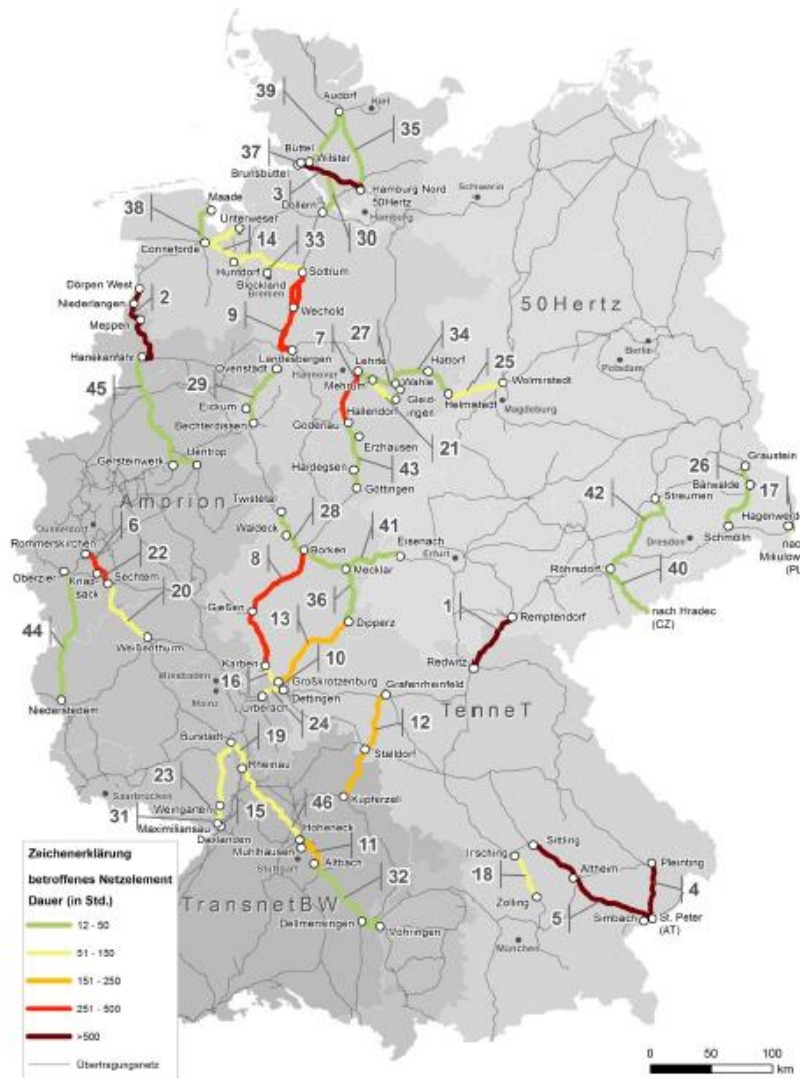 39
Audorf
Kiel
35
37
Büttel
Wilster
Brunsbüttel
3
Hamburg Nord
50Hertz
Hamburg
Schwerin
Dollern
30
Maade
38
Unterweser
Conneforde
14
33
Huntdorf
Blockland
Bremen
Sottrum
Dörpen West
Niederlangen
2
Meppen
9
Wechold
50Hertz
7
27
34
Hanekenfähr
Landesbergen
Lehrte
Hattorf
25
Berlin
Ovenstädt
Hannover
Mehrum
Wahle
Wolmirstedt
Potsdam
45
29
Gleidingen
Helmstedt
Magdeburg
Eickum
Hallendorf
Bechterdissen
Godenau
21
Erzhausen
Gersteinwerk
Uentrop
Hardegsen
43
Göttingen
26
Graustein
42
Bärwalde
17
Amprion
Twistetal
28
Streumen
Hagenwerder
Düsseldorf
6
Waldeck
41
Eisenach
Dresden
Schmölln
nach
Mikulowa
(PL)
Rommerskirchen
22
8
Borken
Erfurt
Oberzier
Knapsack
Sechtem
Mecklar
Röhrsdorf
40
20
Gießen
13
36
1
nach Hradec
(CZ)
44
Weißenthurm
Dipperz
Remptendorf
Karben
10
Redwitz
Wiesbaden
16
Großkrotzenburg
Grafenrheinfeld
Mainz
Dettingen
Niederstedem
Urberach
24
12
TenneT
19
Bürstadt
Stalldorf
23
Rheinau
Saarbrücken
15
46
Kupferzell
Weingarten
31
Maximiliansau
Hoheneck
Daxlanden
11
Mühlhausen
Sittling
Zeichenerklärung
Stuttgart
Altbach
Irsching
Pleinting
betroffenes Netzelement
Altheim
Dauer (in Std.)
32
18
4
12 - 50
TransnetBW
Zolling
5
Simbach
St. Peter
(AT)
51 - 150
Dellmensingen
Vöhringen
München
151 - 250
251 - 500
>500
Übertragungsnetz
0 50 100
km